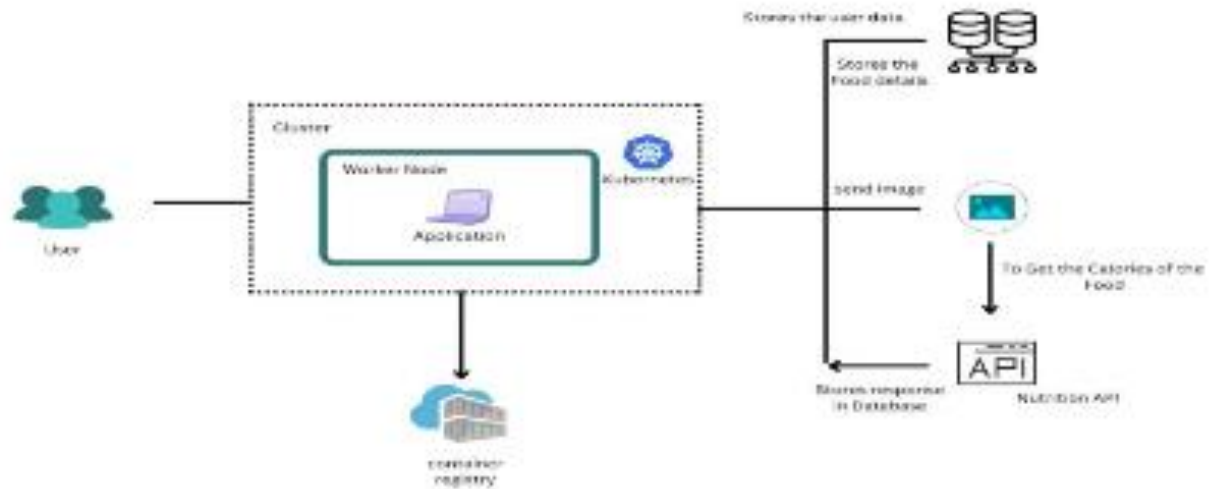 Stores the user data
Stores the
Food details
Cluster
Worker Node
Kubernetes
Application
User
send image
To Get the Calories of the
Food
API
Nutrition API
Stores response
in Database
container
registry